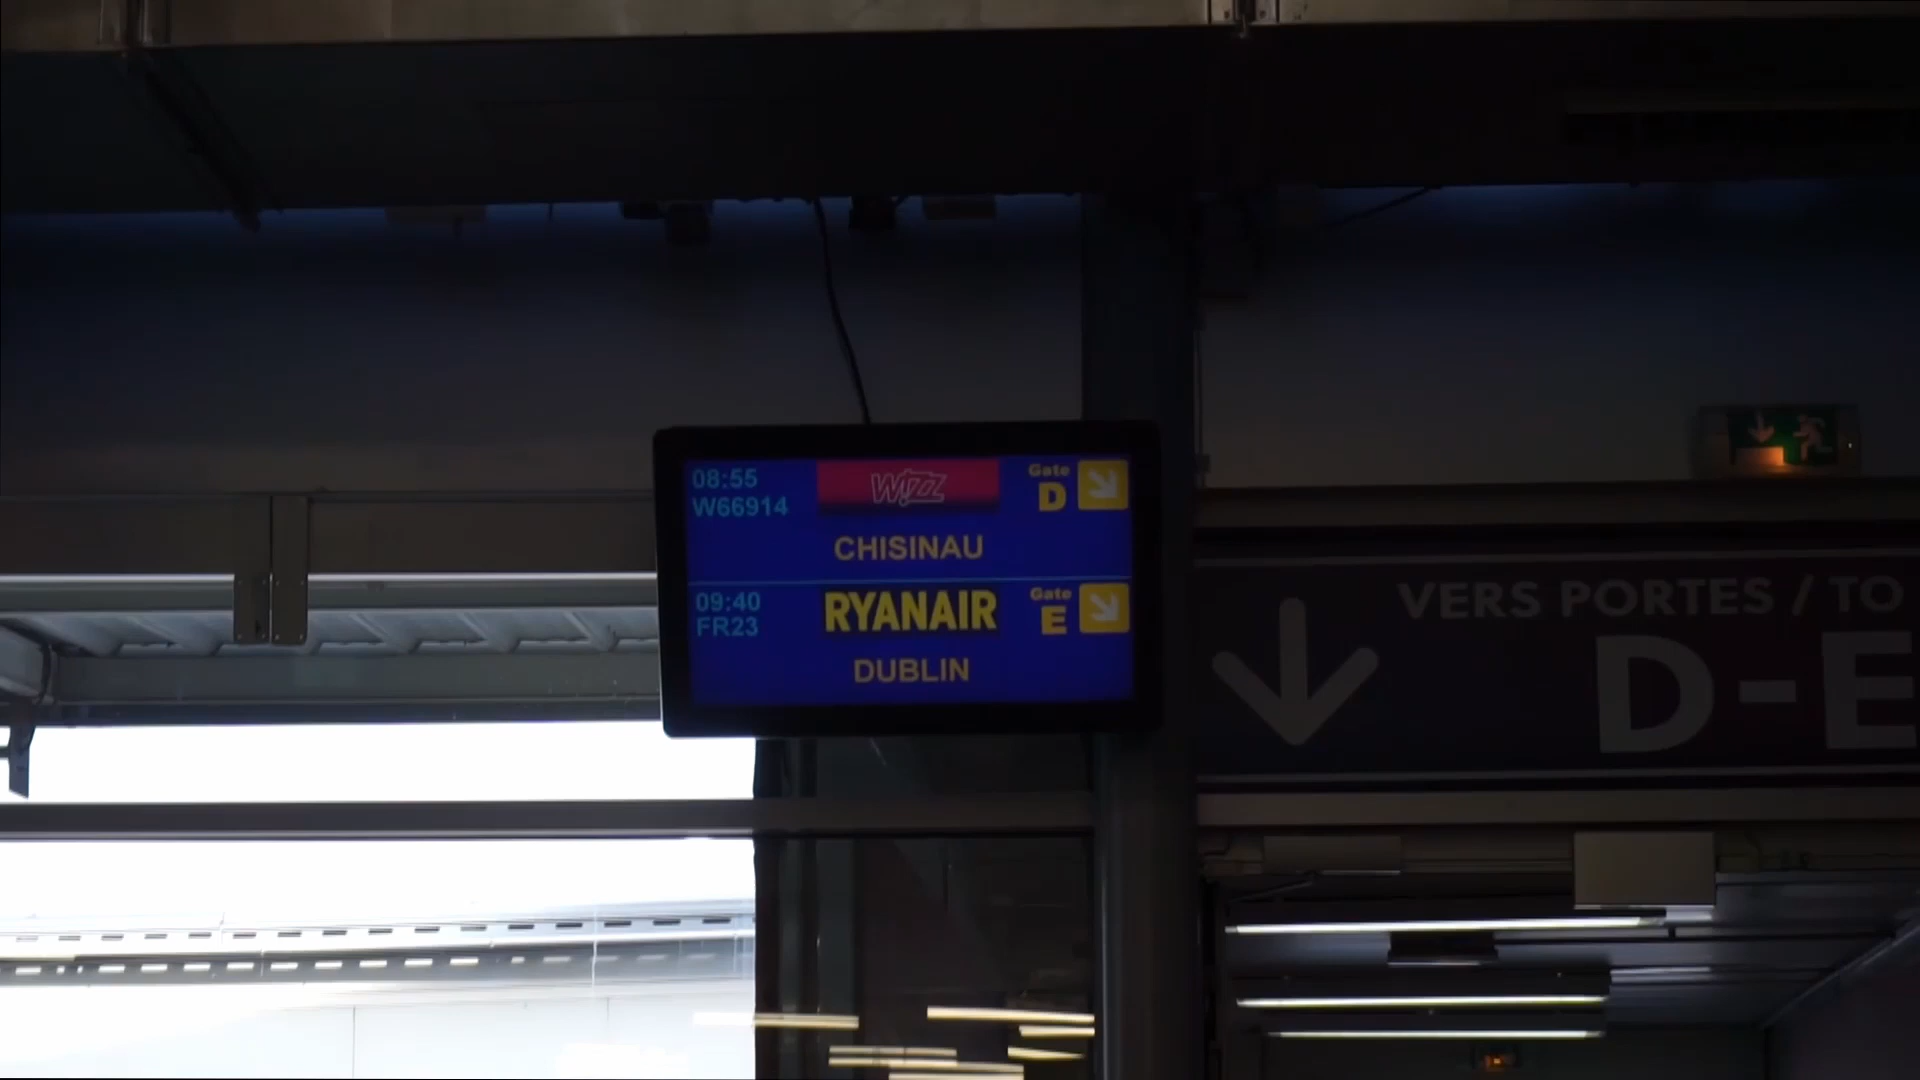 08:55
W66914
WIZZ
Gate
D
CHISINAU
09:40
FR23
RYANAIR
Gate
E
DUBLIN
VERS PORTES / TO
D-E